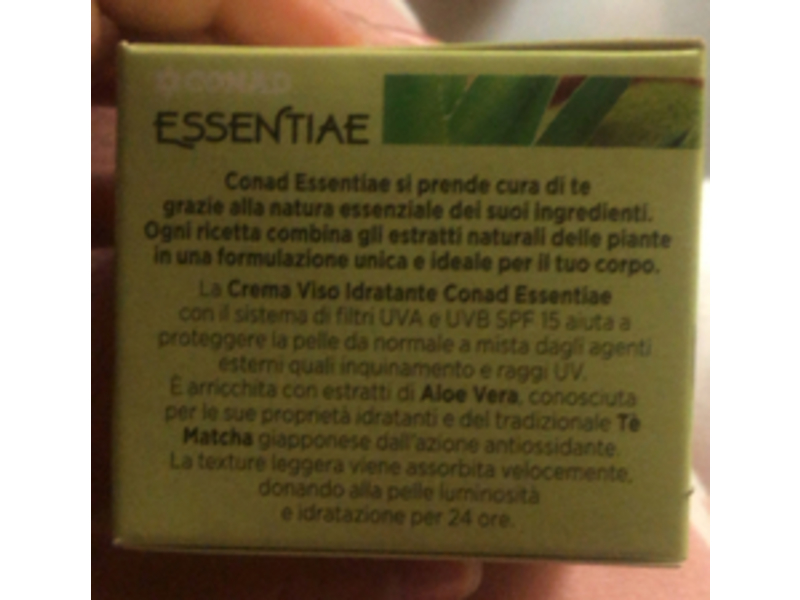 CONAD
ESSENTIAE
Conad Essentiae si prende cura di te
grazie alla natura essenziale dei suoi ingredienti.
Ogni ricetta combina gli estratti naturali delle piante
in una formulazione unica e ideale per il tuo corpo.
La Crema Viso Idratante Conad Essentiae
con il sistema di filtri UVA e UVB SPF 15 aiuta a
proteggere la pelle da normale a mista dagli agenti
esterni quali inquinamento e raggi UV.
È arricchita con estratti di Aloe Vera, conosciuta
per le sue proprietà idratanti e del tradizionale Tè
Matcha giapponese dall'azione antiossidante.
La texture leggera viene assorbita velocemente,
donando alla pelle luminosità
e idratazione per 24 ore.